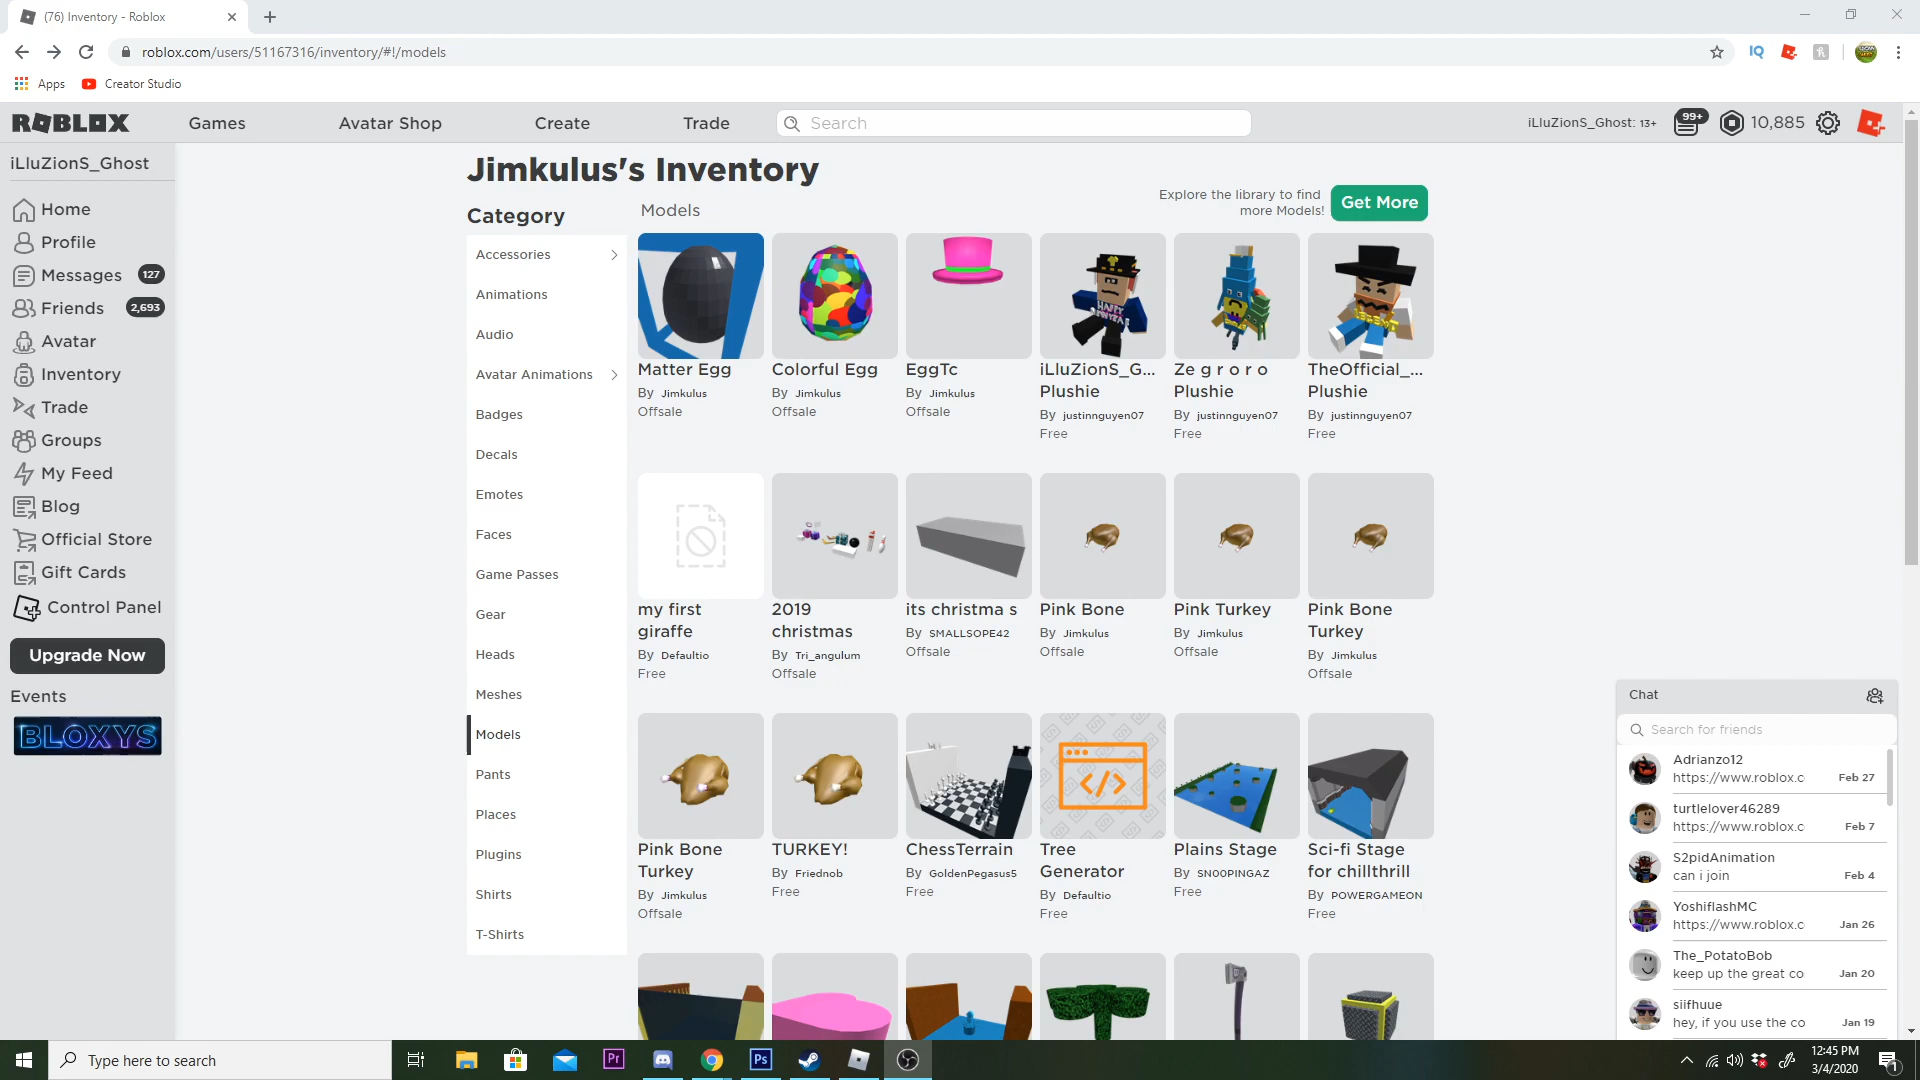 (76) Inventory - Roblox
roblox.com/users/51167316/inventory/#!/models
IQ
Apps
Creator Studio
ROBLOX
Games
Avatar Shop
Create
Trade
Search
iLluZionS_Ghost: 13+
99+
10,885
iLluZionS_Ghost
Home
Profile
Messages 127
Friends 2,693
Avatar
Inventory
Trade
Groups
My Feed
Blog
Official Store
Gift Cards
Control Panel
Upgrade Now
Events
BLOXYS
Jimkulus's Inventory
Category
Accessories
Animations
Audio
Avatar Animations
Badges
Decals
Emotes
Faces
Game Passes
Gear
Heads
Meshes
Models
Pants
Places
Plugins
Shirts
T-Shirts
Models
Explore the library to find
more Models!
Get More
Matter Egg
By Jimkulus
Offsale
Colorful Egg
By Jimkulus
Offsale
EggTc
By Jimkulus
Offsale
HAPPY
iLluZionS_G...
Plushie
By justinnguyen07
Free
Ze g r o r o
Plushie
By justinnguyen07
Free
TheOfficial_...
Plushie
By justinnguyen07
Free
my first
giraffe
By Defaultio
Free
2019
christmas
By Tri_angulum
Offsale
its christma s
By SMALLSOPE42
Offsale
Pink Bone
By Jimkulus
Offsale
Pink Turkey
By Jimkulus
Offsale
Pink Bone
Turkey
By Jimkulus
Offsale
Pink Bone
Turkey
By Jimkulus
Offsale
TURKEY!
By Friednob
Free
ChessTerrain
By GoldenPegasus5
Free
</>
Tree
Generator
By Defaultio
Free
Plains Stage
By SN00PINGAZ
Free
Sci-fi Stage
for chillthrill
By POWERGAMEON
Free
Chat
Search for friends
Adrianzo12
https://www.roblox.c
Feb 27
turtlelover46289
https://www.roblox.c
Feb 7
S2pidAnimation
can i join
Feb 4
YoshiflashMC
https://www.roblox.c
Jan 26
The_PotatoBob
keep up the great co
Jan 20
siifhuue
hey, if you use the co
Jan 19
Type here to search
Pr
Ps
12:45 PM
3/4/2020
1